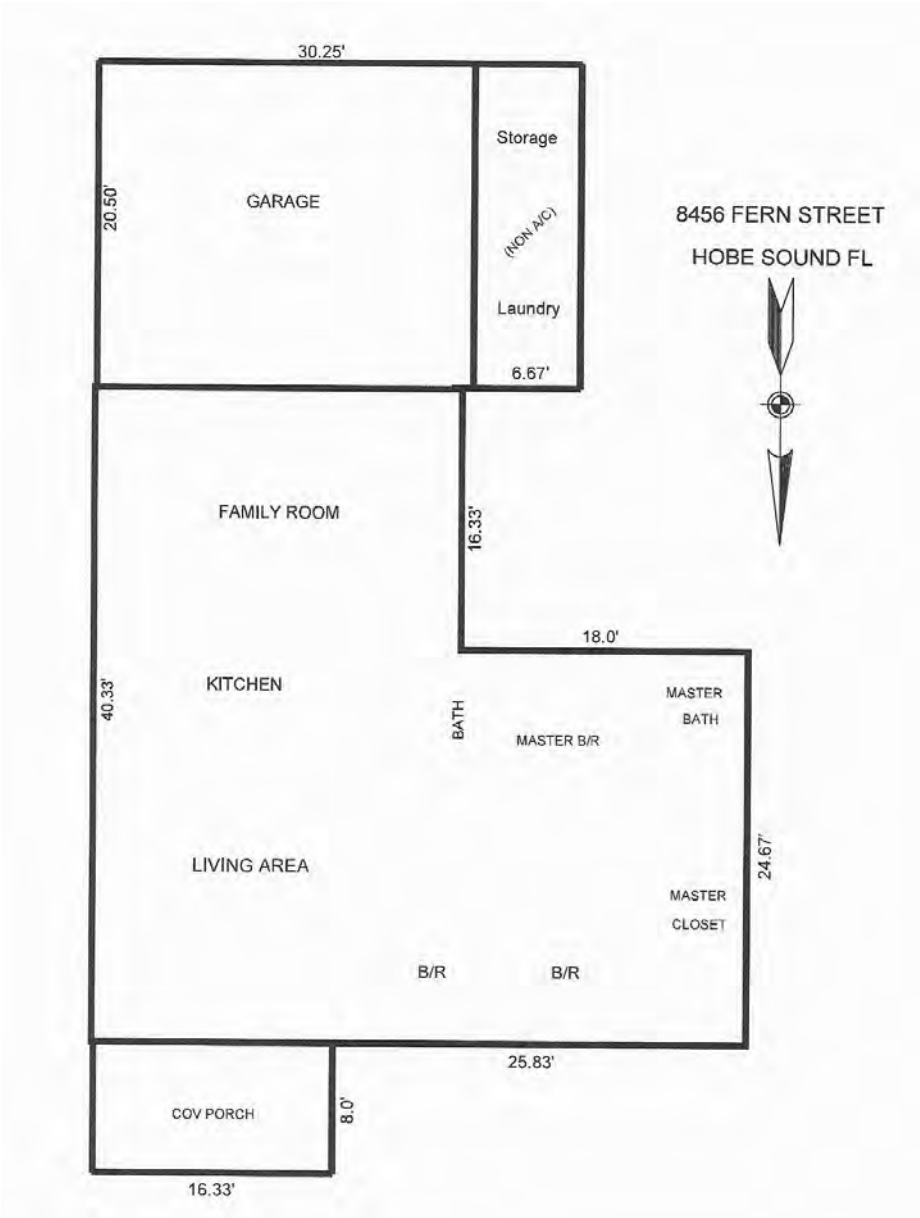 30.25'
Storage
20.50'
GARAGE
(NON A/C)
8456 FERN STREET
HOBE SOUND FL
Laundry
6.67'
FAMILY ROOM
16.33'
18.0'
KITCHEN
40.33'
BATH
MASTER
BATH
MASTER B/R
LIVING AREA
24.67'
MASTER
CLOSET
B/R
B/R
25.83'
COV PORCH
8.0'
16.33'